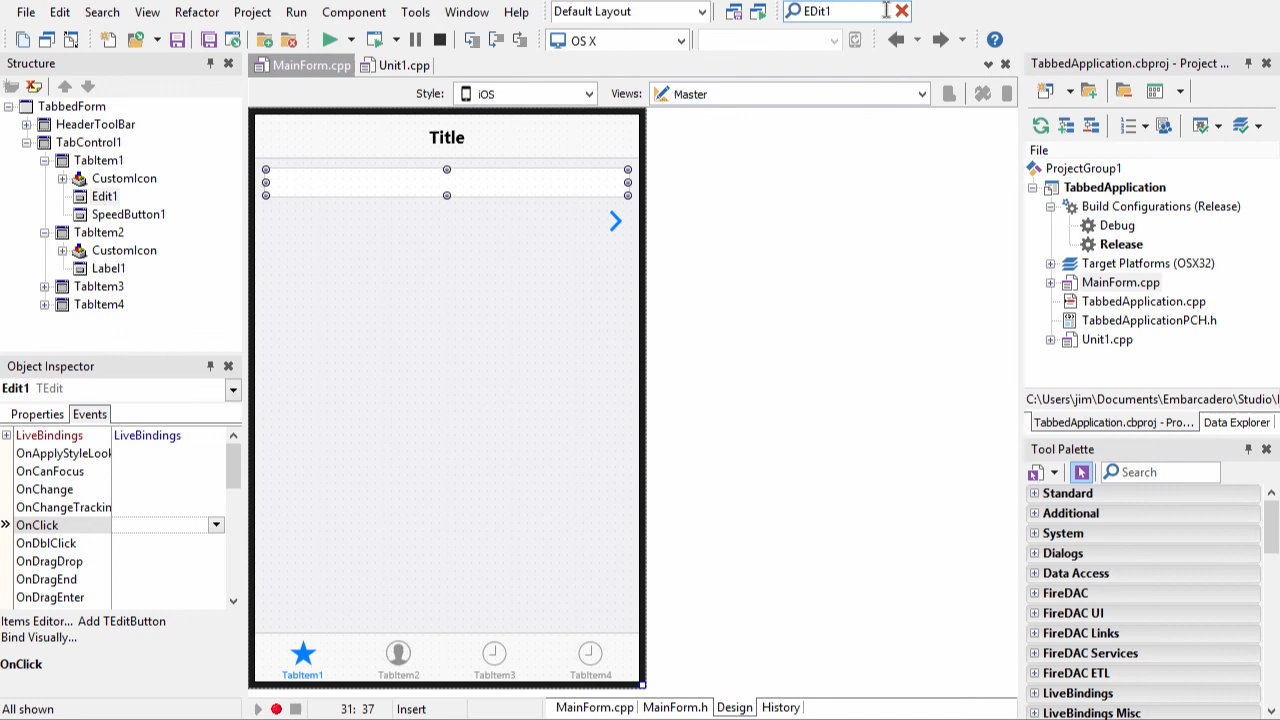 File Edit Search View Refactor Project Run Component Tools Window Help Default Layout EDit1
OS X
Structure
TabbedForm
HeaderToolBar
TabControl1
TabItem1
CustomIcon
Edit1
SpeedButton1
TabItem2
CustomIcon
Label1
TabItem3
TabItem4
Object Inspector
Edit1 TEdit
Properties Events
LiveBindings LiveBindings
OnApplyStyleLook
OnCanFocus
OnChange
OnChangeTrackin
OnClick
OnDblClick
OnDragDrop
OnDragEnd
OnDragEnter
Items Editor... Add TEditButton
Bind Visually...
OnClick
All shown
MainForm.cpp Unit1.cpp
Style: iOS Views: Master
Title
TabItem1 TabItem2 TabItem3 TabItem4
31: 37 Insert MainForm.cpp MainForm.h Design History
TabbedApplication.cbproj - Project ...
File
ProjectGroup1
TabbedApplication
Build Configurations (Release)
Debug
Release
Target Platforms (OSX32)
MainForm.cpp
TabbedApplication.cpp
TabbedApplicationPCH.h
Unit1.cpp
C:\Users\jim\Documents\Embarcadero\Studio\
TabbedApplication.cbproj - Pro... Data Explorer
Tool Palette
Search
Standard
Additional
System
Dialogs
Data Access
FireDAC
FireDAC UI
FireDAC Links
FireDAC Services
FireDAC ETL
LiveBindings
LiveBindings Misc